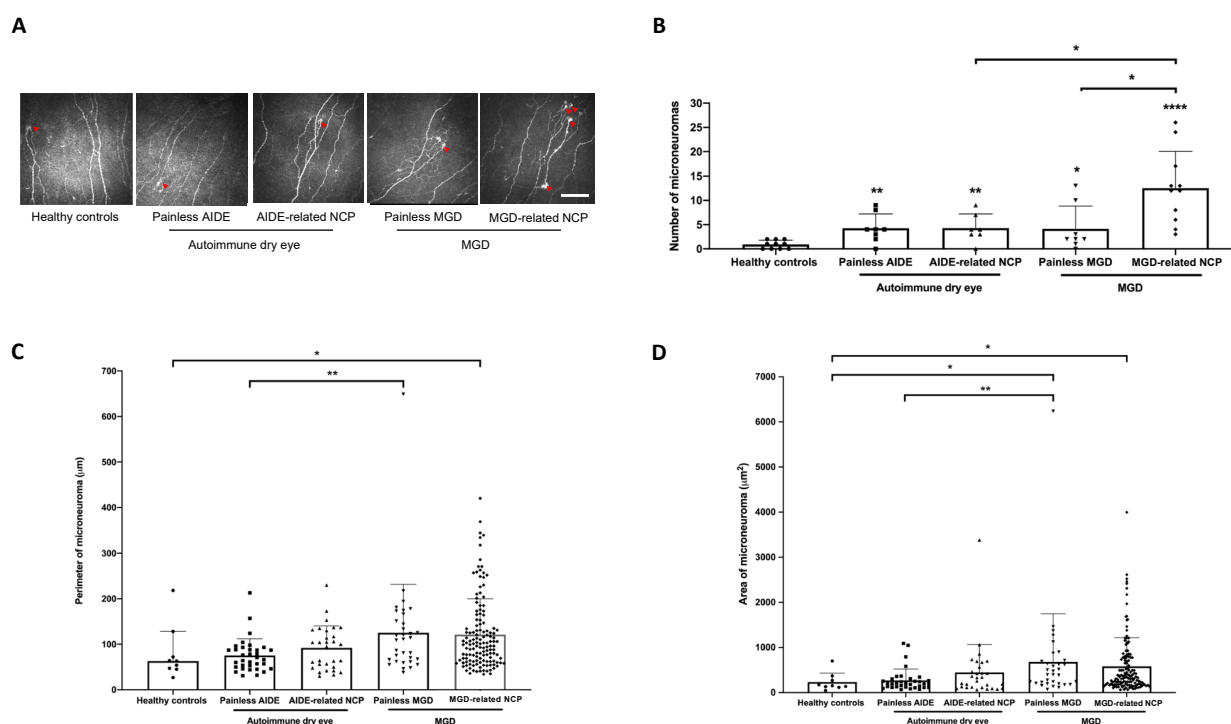 A
Healthy controls
Painless AIDE
AIDE-related NCP
Painless MGD
MGD-related NCP
Autoimmune dry eye
MGD
B
*
*
****
*
**
**
Number of microneuromas
30
25
20
15
10
5
0
Healthy controls
Painless AIDE
AIDE-related NCP
Painless MGD
MGD-related NCP
Autoimmune dry eye
MGD
C
*
**
Perimeter of microneuroma (μm)
700
600
500
400
300
200
100
0
Healthy controls
Painless AIDE
AIDE-related NCP
Painless MGD
MGD-related NCP
Autoimmune dry eye
MGD
D
*
*
**
Area of microneuroma (μm²)
7000
6000
5000
4000
3000
2000
1000
0
Healthy controls
Painless AIDE
AIDE-related NCP
Painless MGD
MGD-related NCP
Autoimmune dry eye
MGD